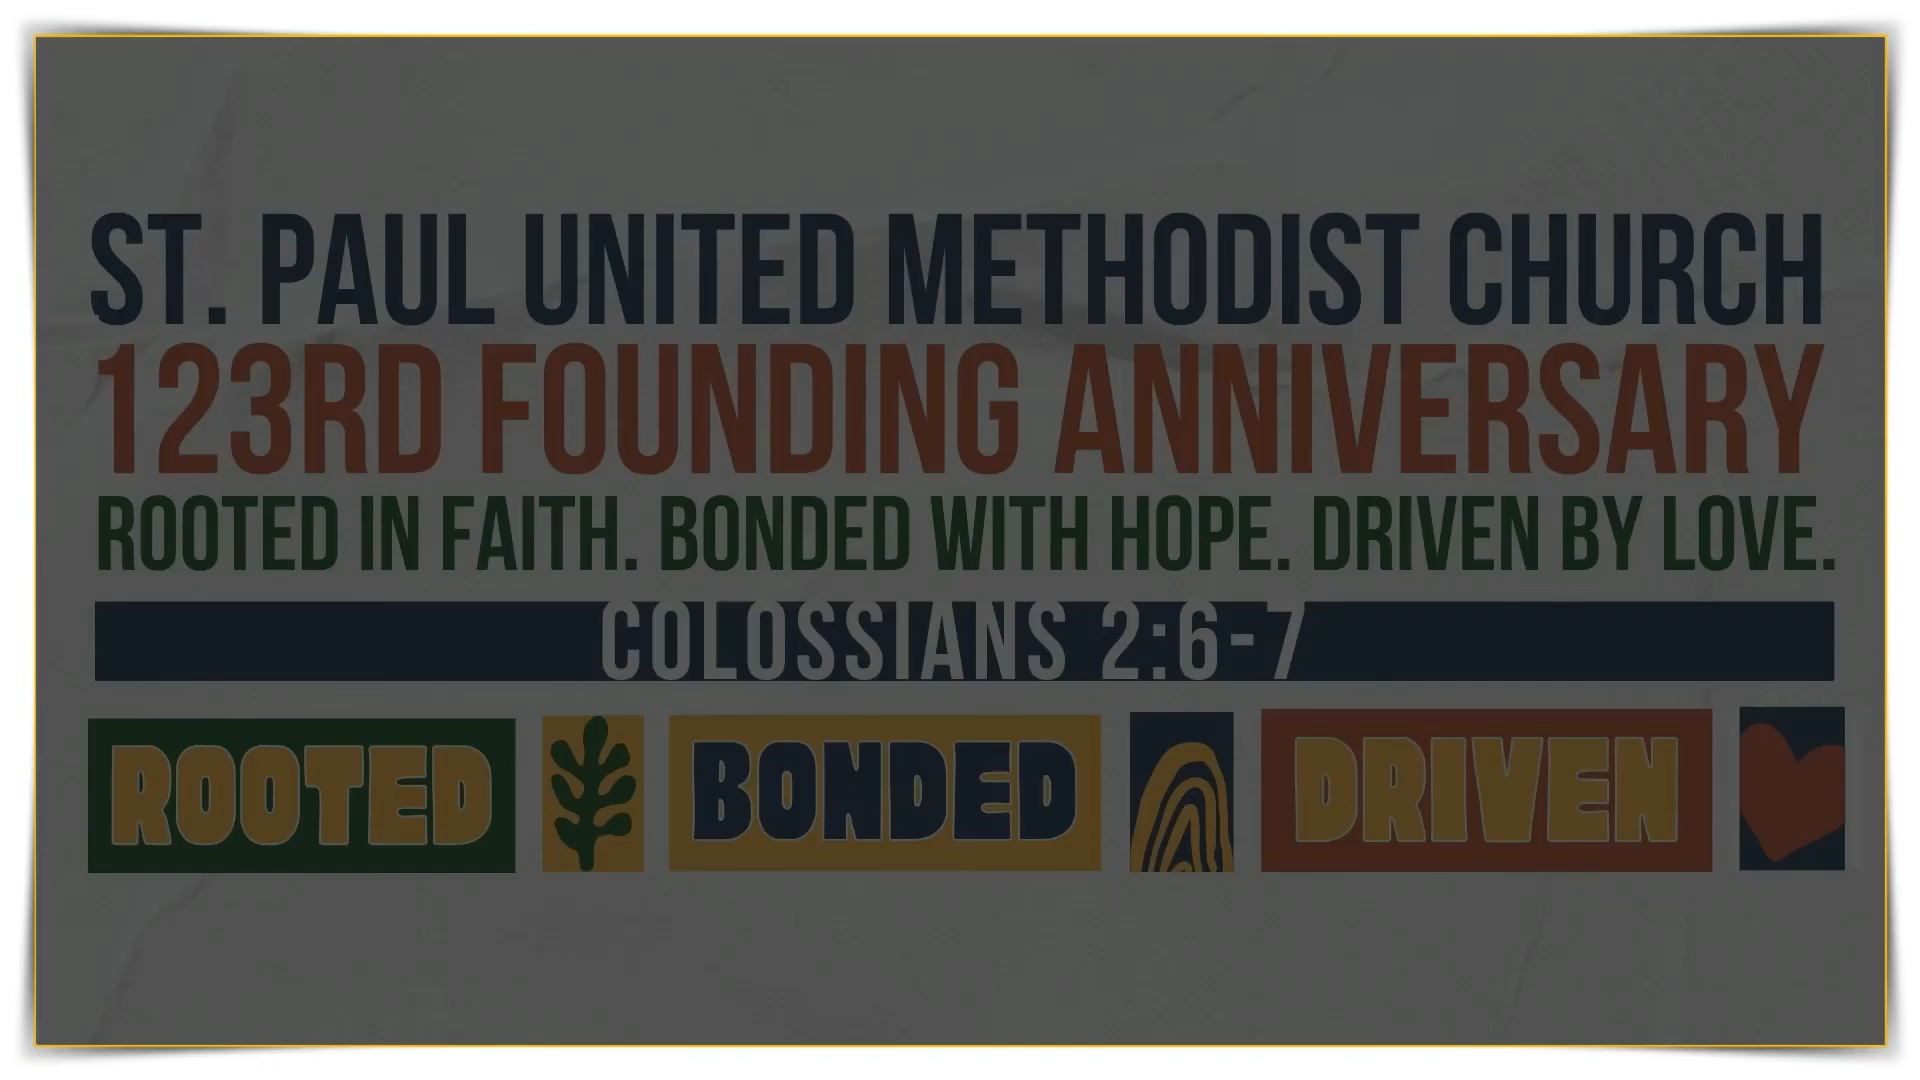 ST. PAUL UNITED METHODIST CHURCH
123RD FOUNDING ANNIVERSARY
ROOTED IN FAITH. BONDED WITH HOPE. DRIVEN BY LOVE.
COLOSSIANS 2:6-7
ROOTED BONDED DRIVEN